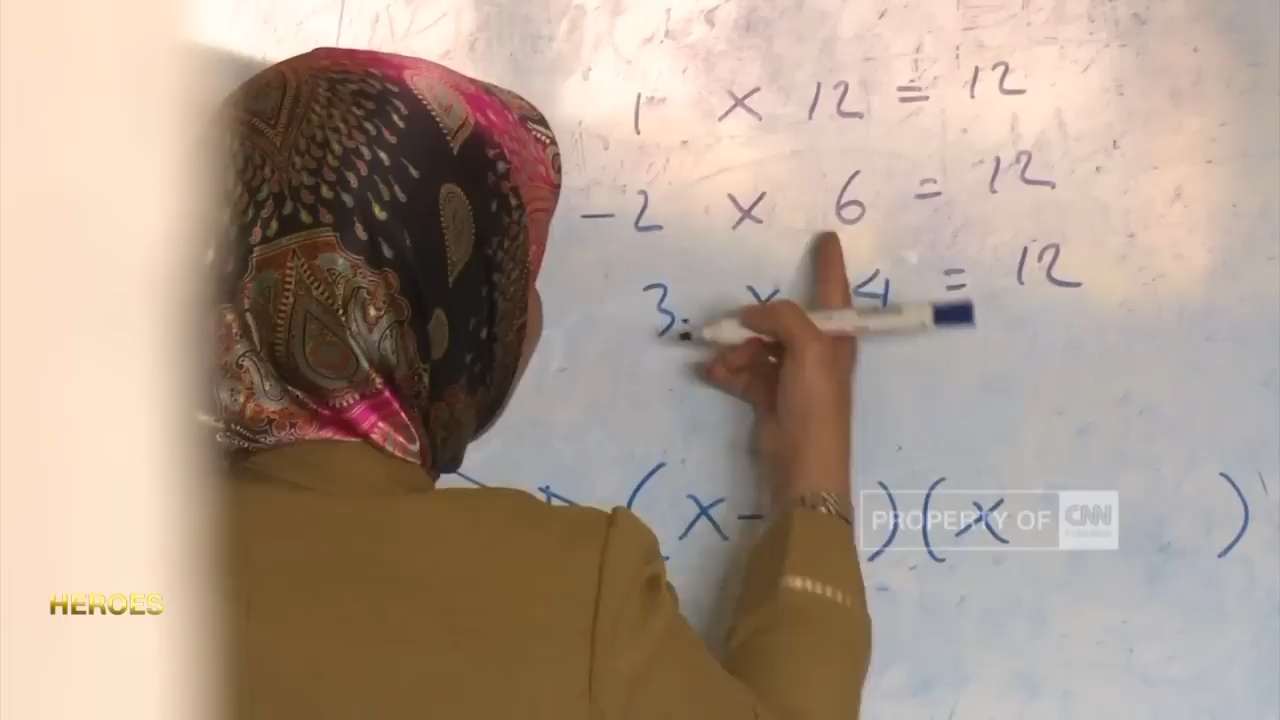 1 x 12 = 12
-2 x 6 = 12
3 x 4 = 12
(x- )(x )
PROPERTY OF CNN
HEROES